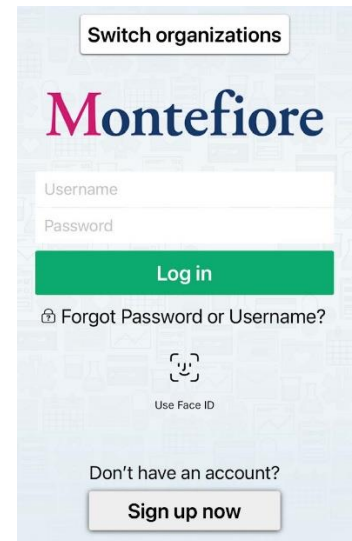 Switch organizations
Montefiore
Username
Password
Log in
Forgot Password or Username?
Use Face ID
Don't have an account?
Sign up now